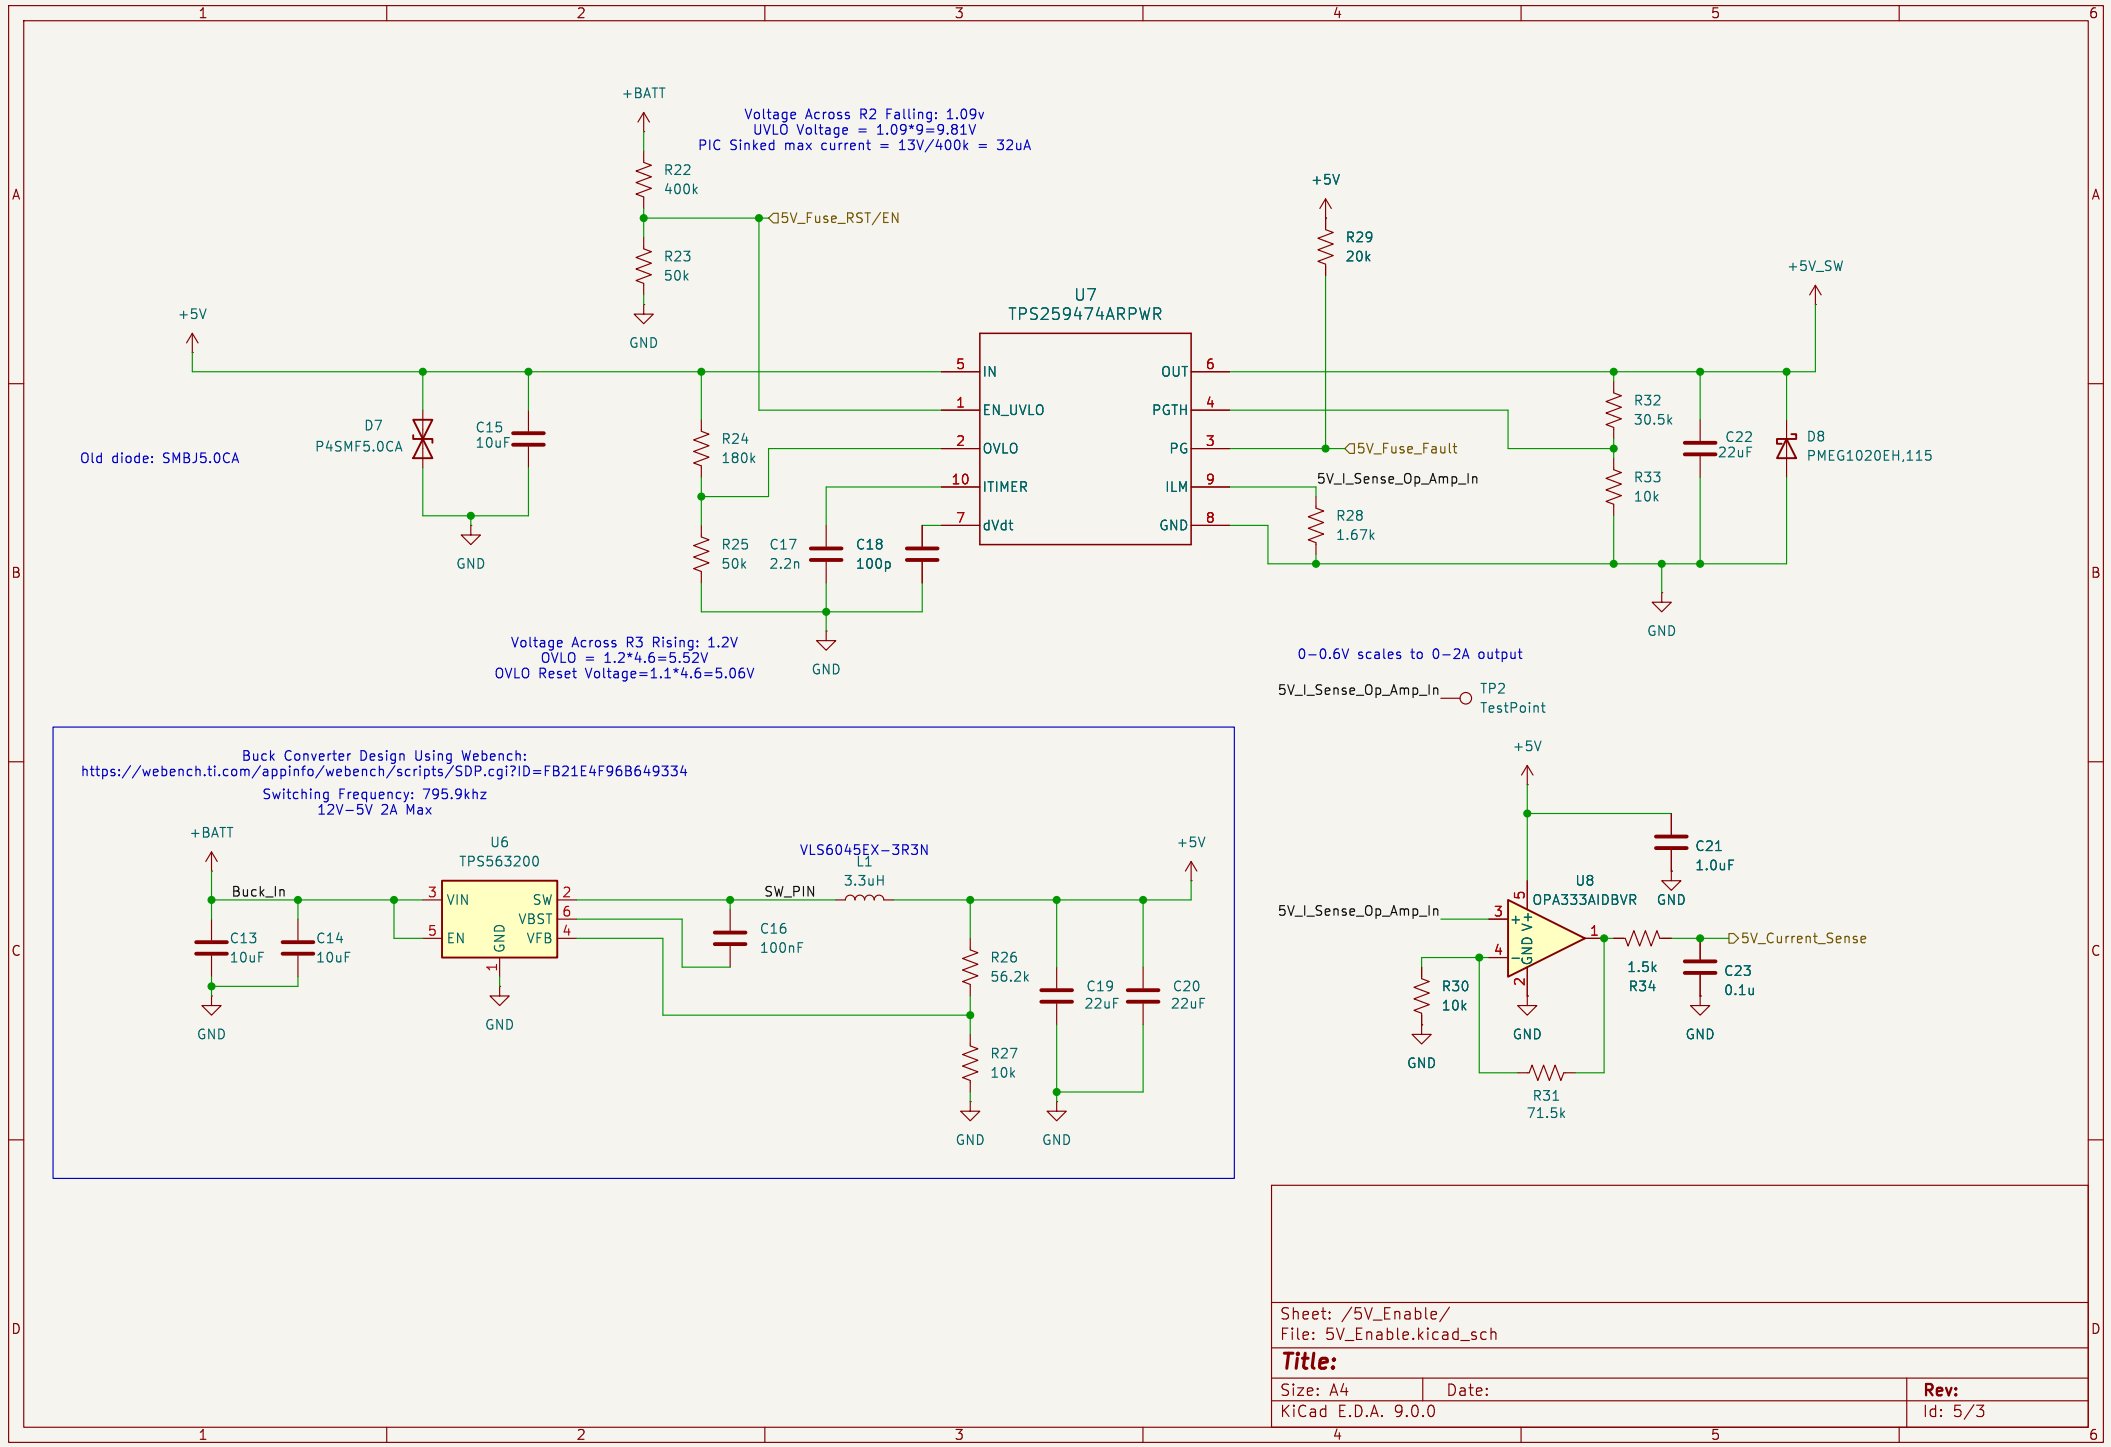 1 2 3 4 5 6
A A
B B
C C
D D
+BATT
Voltage Across R2 Falling: 1.09v
UVLO Voltage = 1.09*9=9.81V
PIC Sinked max current = 13V/400k = 32uA
R22
400k
5V_Fuse_RST/EN
R23
50k
GND
+5V
R29
20k
+5V_SW
+5V
U7
TPS259474ARPWR
5 IN
1 EN_UVLO
2 OVLO
10 ITIMER
7 dVdt
OUT 6
PGTH 4
PG 3
ILM 9
GND 8
D7
P4SMF5.0CA
C15
10uF
Old diode: SMBJ5.0CA
GND
R24
180k
R25
50k
C17
2.2n
C18
100p
GND
5V_Fuse_Fault
5V_I_Sense_Op_Amp_In
R28
1.67k
R32
30.5k
R33
10k
C22
22uF
D8
PMEG1020EH,115
GND
Voltage Across R3 Rising: 1.2V
OVLO = 1.2*4.6=5.52V
OVLO Reset Voltage=1.1*4.6=5.06V
0-0.6V scales to 0-2A output
5V_I_Sense_Op_Amp_In
TP2
TestPoint
Buck Converter Design Using Webench:
https://webench.ti.com/appinfo/webench/scripts/SDP.cgi?ID=FB21E4F96B649334
Switching Frequency: 795.9khz
12V-5V 2A Max
+BATT
Buck_In
U6
TPS563200
3 VIN
5 EN
SW 2
VBST 6
VFB 4
GND 1
C13
10uF
C14
10uF
GND
GND
SW_PIN
VLS6045EX-3R3N
L1
3.3uH
C16
100nF
+5V
R26
56.2k
R27
10k
C19
22uF
C20
22uF
GND
GND
+5V
C21
1.0uF
GND
U8
OPA333AIDBVR
5V_I_Sense_Op_Amp_In
3 +
4 -
5 V+
GND 2
1
5V_Current_Sense
1.5k
R34
C23
0.1u
GND
R30
10k
GND
GND
R31
71.5k
Sheet: /5V_Enable/
File: 5V_Enable.kicad_sch
Title:
Size: A4 Date: Rev:
KiCad E.D.A. 9.0.0 Id: 5/3
1 2 3 4 5 6